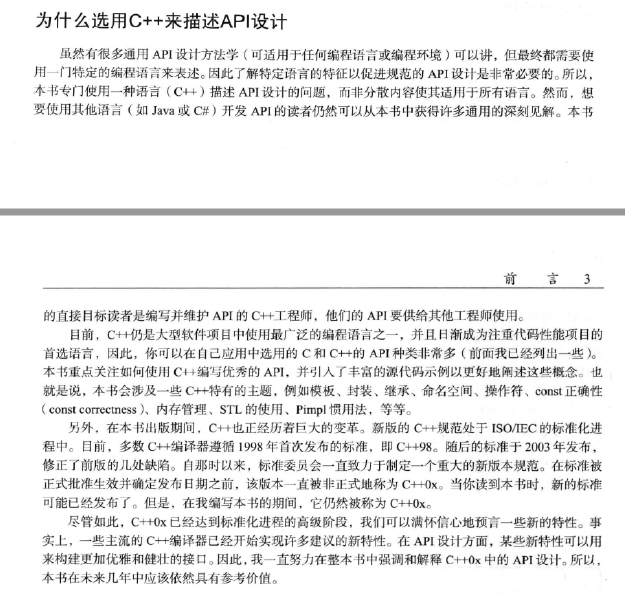 为什么选用C++来描述API设计
虽然有很多通用 API 设计方法学（可适用于任何编程语言或编程环境）可以讲，但最终都需要使
用一门特定的编程语言来表述。因此了解特定语言的特征以促进规范的 API 设计是非常必要的。所以，
本书专门使用一种语言（C++）描述 API 设计的问题，而非分散内容使其适用于所有语言。然而，想
要使用其他语言（如 Java 或 C#）开发 API 的读者仍然可以从本书中获得许多通用的深刻见解。本书
前 言 3
的直接目标读者是编写并维护 API 的 C++工程师，他们的 API 要供给其他工程师使用。
目前，C++仍是大型软件项目中使用最广泛的编程语言之一，并且日渐成为注重代码性能项目的
首选语言，因此，你可以在自己应用中选用的 C 和 C++的 API 种类非常多（前面我已经列出一些）。
本书重点关注如何使用 C++编写优秀的 API，并引入了丰富的源代码示例以更好地阐述这些概念。也
就是说，本书会涉及一些 C++特有的主题，例如模板、封装、继承、命名空间、操作符、const 正确性
（const correctness）、内存管理、STL 的使用、Pimpl 惯用法，等等。
另外，在本书出版期间，C++也正经历着巨大的变革。新版的 C++规范处于 ISO/IEC 的标准化进
程中。目前，多数 C++编译器遵循 1998 年首次发布的标准，即 C++98。随后的标准于 2003 年发布，
修正了前版的几处缺陷。自那时以来，标准委员会一直致力于制定一个重大的新版本规范。在标准被
正式批准生效并确定发布日期之前，该版本一直被非正式地称为 C++0x。当你读到本书时，新的标准
可能已经发布了。但是，在我编写本书的期间，它仍然被称为 C++0x。
尽管如此，C++0x 已经达到标准化进程的高级阶段，我们可以满怀信心地预言一些新的特性。事
实上，一些主流的 C++编译器已经开始实现许多建议的新特性。在 API 设计方面，某些新特性可以用
来构建更加优雅和健壮的接口。因此，我一直努力在整本书中强调和解释 C++0x 中的 API 设计。所以，
本书在未来几年中应该依然具有参考价值。